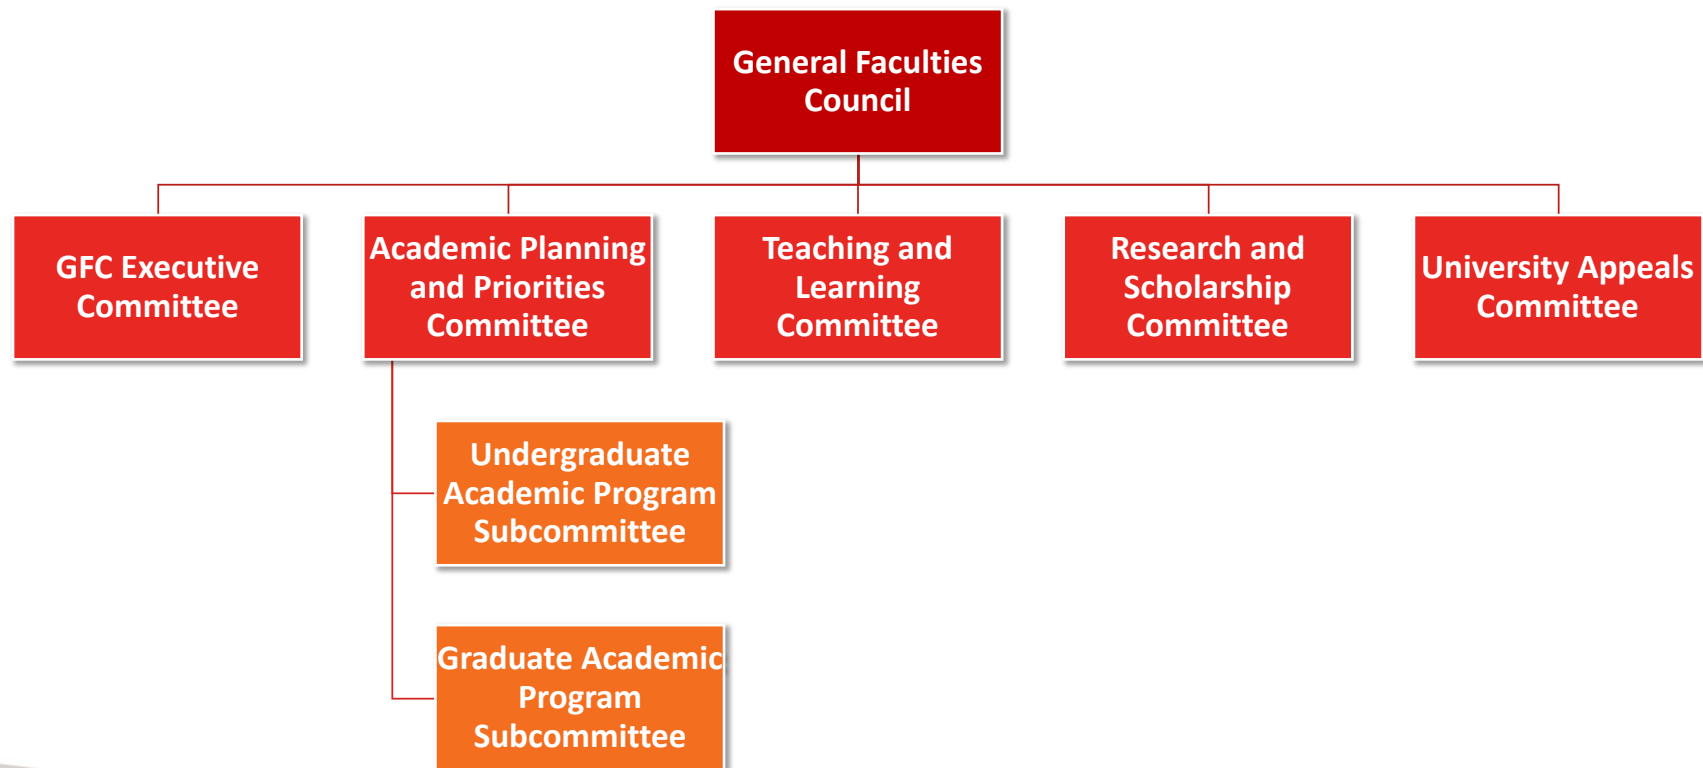 General Faculties
Council
GFC Executive
Committee
Academic Planning
and Priorities
Committee
Teaching and
Learning
Committee
Research and
Scholarship
Committee
University Appeals
Committee
Undergraduate
Academic Program
Subcommittee
Graduate Academic
Program
Subcommittee